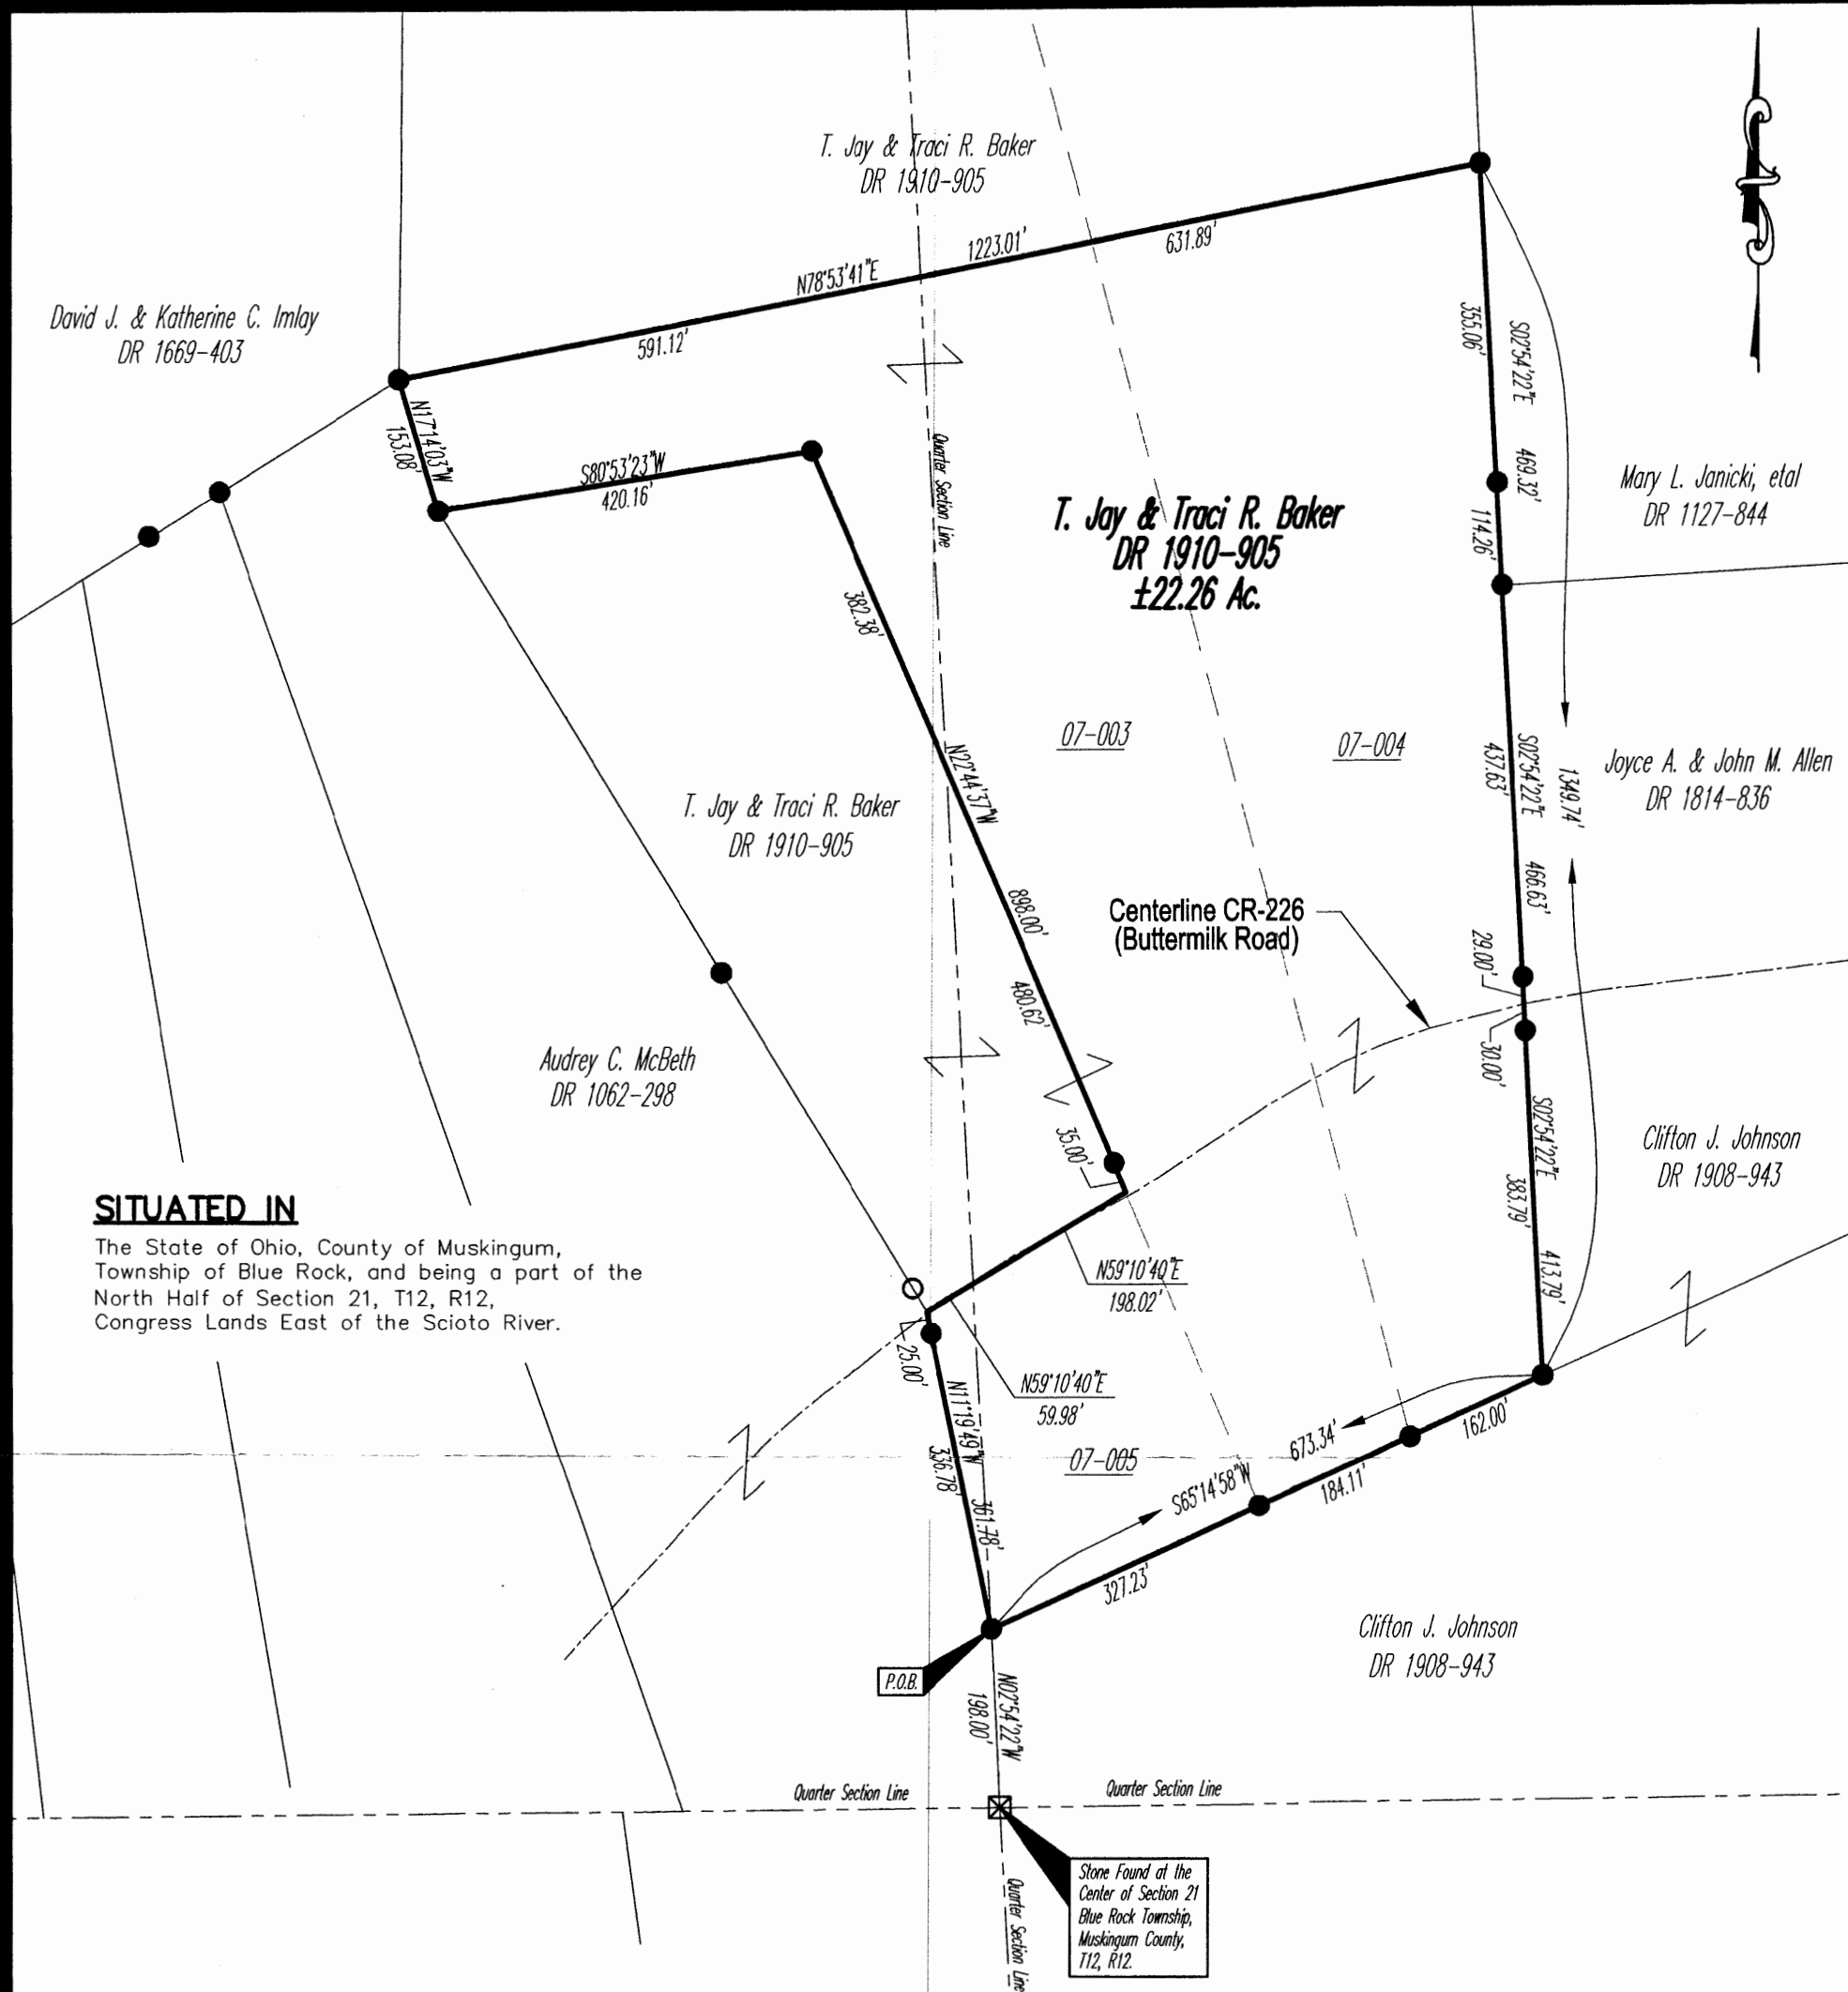 T. Jay & Traci R. Baker
DR 1910-905
1223.01'
631.89'
N78°53'41"E
591.12'
David J. & Katherine C. Imlay
DR 1669-403
N17°14'03"W
153.08'
S80°53'23"W
420.16'
Quarter Section Line
355.06'
S02°54'22"E
469.32'
114.26'
Mary L. Janicki, etal
DR 1127-844
T. Jay & Traci R. Baker
DR 1910-905
±22.26 Ac.
382.38'
N22°44'37"W
898.00'
480.62'
35.00'
07-003
07-004
S02°54'22"E
437.63'
466.63'
1349.74'
Joyce A. & John M. Allen
DR 1814-836
T. Jay & Traci R. Baker
DR 1910-905
Centerline CR-226
(Buttermilk Road)
29.00'
30.00'
Audrey C. McBeth
DR 1062-298
S02°54'22"E
383.79'
413.79'
Clifton J. Johnson
DR 1908-943
SITUATED IN
The State of Ohio, County of Muskingum,
Township of Blue Rock, and being a part of the
North Half of Section 21, T12, R12,
Congress Lands East of the Scioto River.
N59°10'40"E
198.02'
25.00'
N59°10'40"E
59.98'
N11°19'49"W
336.78'
361.78'
07-005
673.34'
162.00'
S65°14'58"W
184.11'
327.23'
Clifton J. Johnson
DR 1908-943
P.O.B.
N02°54'22"W
198.00'
Quarter Section Line
Quarter Section Line
Stone Found at the
Center of Section 21
Blue Rock Township,
Muskingum County,
T12, R12.
Quarter Section Line